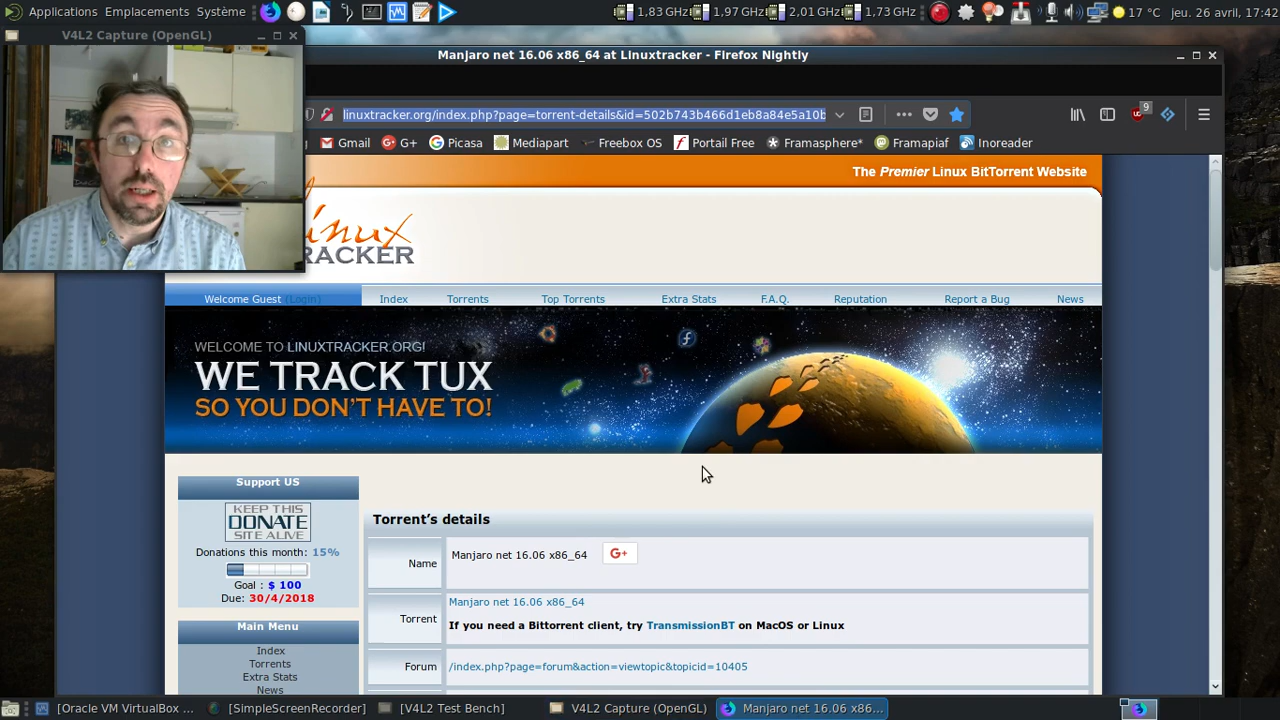 Applications Emplacements Système 1,83 GHz 1,97 GHz 2,01 GHz 1,73 GHz 17 °C jeu. 26 avril, 17:42
V4L2 Capture (OpenGL)
Manjaro net 16.06 x86_64 at Linuxtracker - Firefox Nightly
linuxtracker.org/index.php?page=torrent-details&id=502b743b466d1eb8a84e5a10b
9
Gmail G+ Picasa Mediapart Freebox OS Portail Free Framasphere* Framapiaf Inoreader
The Premier Linux BitTorrent Website
Linux
RACKER
Welcome Guest (Login) Index Torrents Top Torrents Extra Stats F.A.Q. Reputation Report a Bug News
WELCOME TO LINUXTRACKER.ORG!
WE TRACK TUX
SO YOU DON'T HAVE TO!
Support US
KEEP THIS
DONATE
SITE ALIVE
Donations this month: 15%
Goal : $ 100
Due: 30/4/2018
Main Menu
Index
Torrents
Extra Stats
News
Torrent's details
Name Manjaro net 16.06 x86_64 G+
Torrent Manjaro net 16.06 x86_64
If you need a Bittorrent client, try TransmissionBT on MacOS or Linux
Forum /index.php?page=forum&action=viewtopic&topicid=10405
[Oracle VM VirtualBox ... [SimpleScreenRecorder] [V4L2 Test Bench] V4L2 Capture (OpenGL) Manjaro net 16.06 x86...